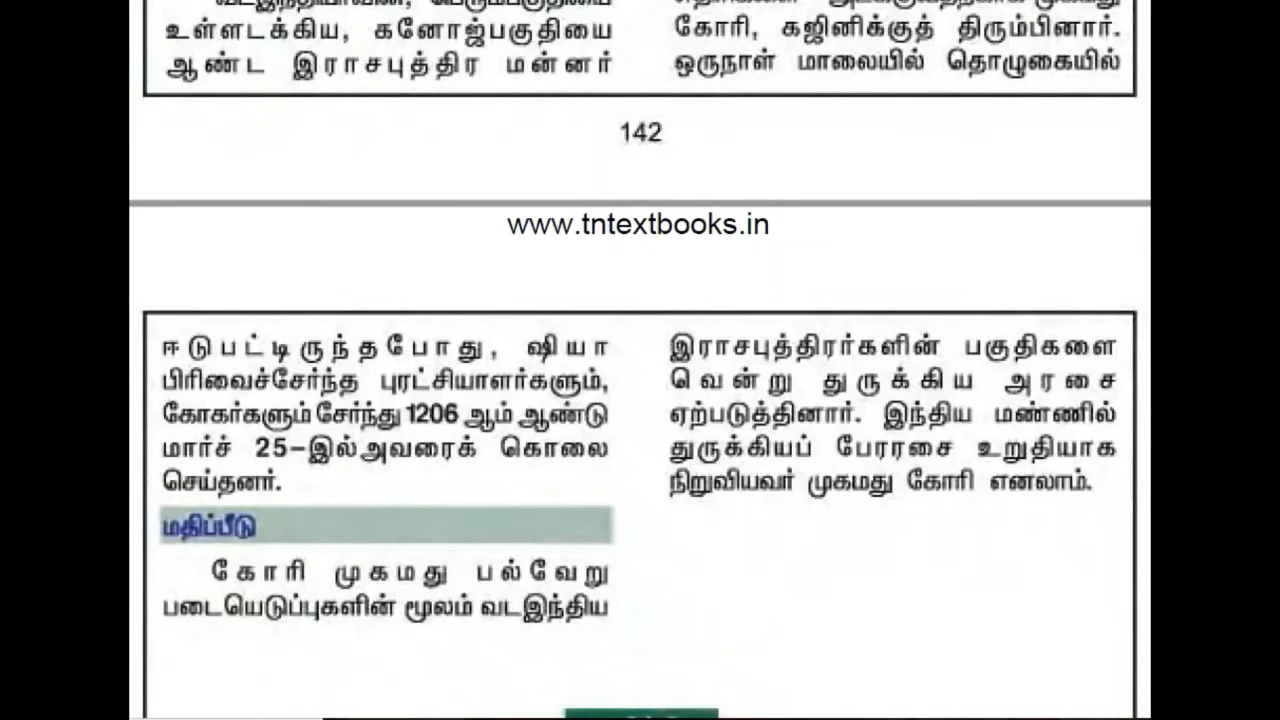 உள்ளடக்கிய, கனோஜ்பகுதியை
ஆண்ட இராசபுத்திர மன்னர்
கோரி, கஜினிக்குத் திரும்பினார்.
ஒருநாள் மாலையில் தொழுகையில்
142
www.tntextbooks.in
ஈடுபட்டிருந்தபோது, ஷியா
பிரிவைச்சேர்ந்த புரட்சியாளர்களும்,
கோகர்களும் சேர்ந்து 1206 ஆம் ஆண்டு
மார்ச் 25-இல்அவரைக் கொலை
செய்தனர்.
மதிப்பீடு
கோரி முகமது பல்வேறு
படையெடுப்புகளின் மூலம் வடஇந்திய
இராசபுத்திரர்களின் பகுதிகளை
வென்று துருக்கிய அரசை
ஏற்படுத்தினார். இந்திய மண்ணில்
துருக்கியப் பேரரசை உறுதியாக
நிறுவியவர் முகமது கோரி எனலாம்.